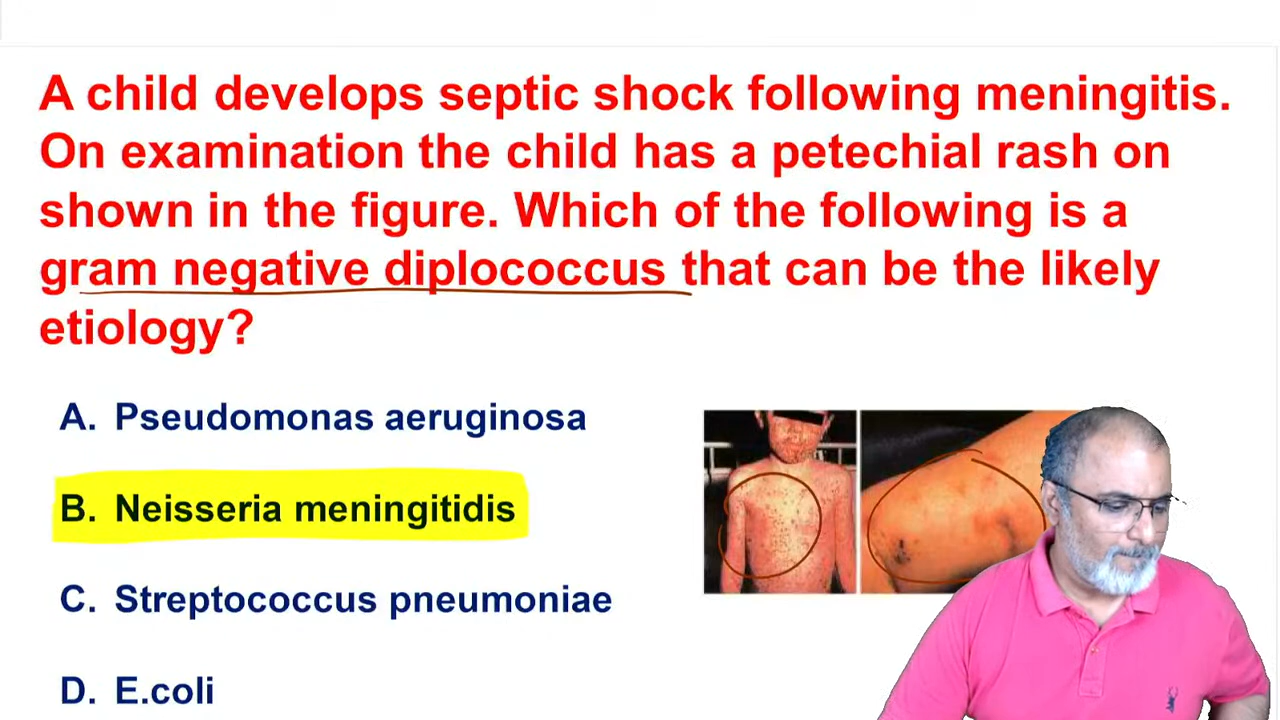 A child develops septic shock following meningitis.
On examination the child has a petechial rash on
shown in the figure. Which of the following is a
gram negative diplococcus that can be the likely
etiology?
A. Pseudomonas aeruginosa
B. Neisseria meningitidis
C. Streptococcus pneumoniae
D. E.coli